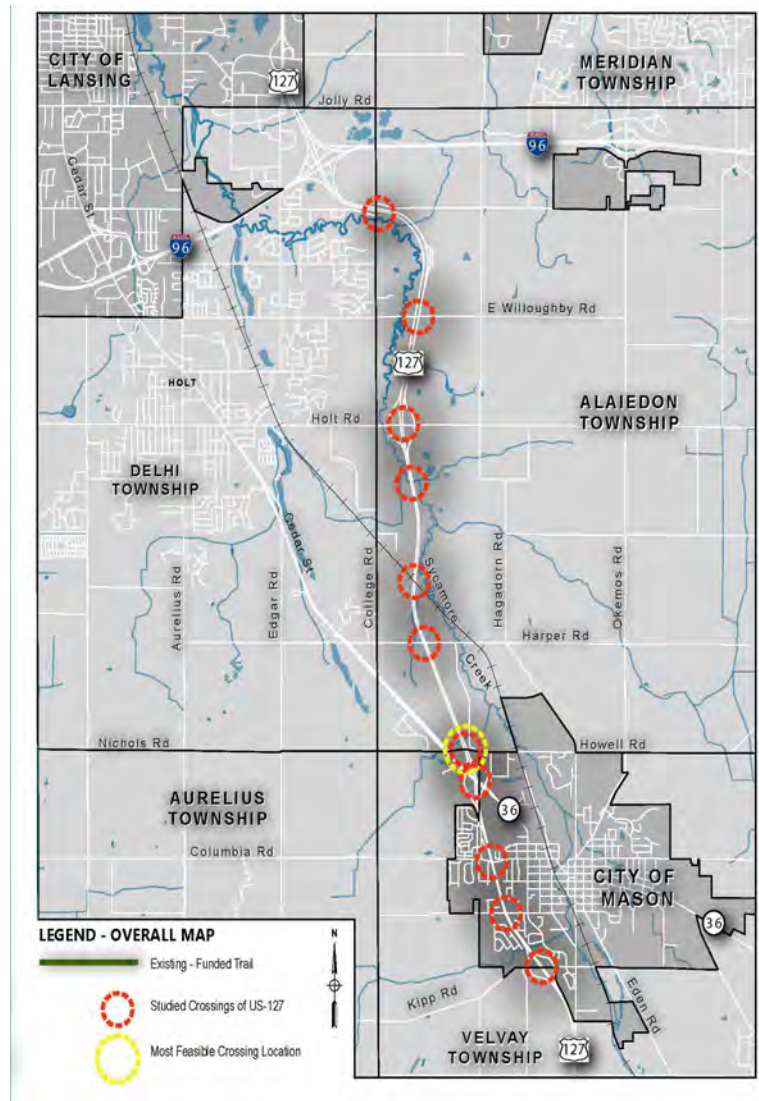 CITY OF
LANSING
127
MERIDIAN
TOWNSHIP
Jolly Rd
96
Cedar St
96
E Willoughby Rd
127
HOLT
Holt Rd
ALAIEDON
TOWNSHIP
DELHI
TOWNSHIP
Cedar St
Aurelius Rd
Edgar Rd
College Rd
Sycamore
Creek
Hagadorn Rd
Okemos Rd
Harper Rd
Nichols Rd
Howell Rd
AURELIUS
TOWNSHIP
36
Columbia Rd
CITY OF
MASON
36
LEGEND - OVERALL MAP
N
Existing - Funded Trail
Studied Crossings of US-127
Most Feasible Crossing Location
Kipp Rd
Eden Rd
VELVAY
TOWNSHIP
127